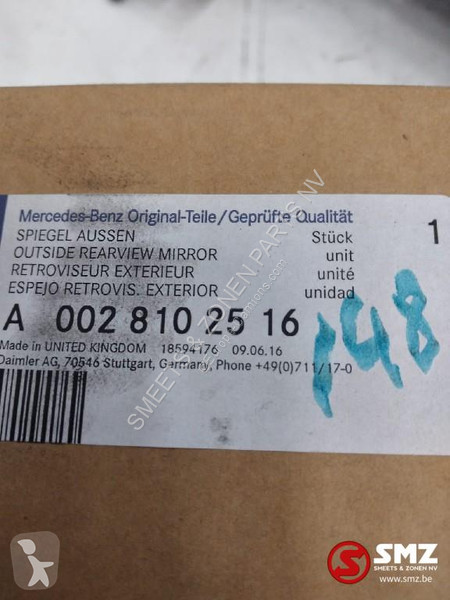 Mercedes-Benz Original-Teile/Geprüfte Qualität
SPIEGEL AUSSEN Stück 1
OUTSIDE REARVIEW MIRROR unit
RETROVISEUR EXTERIEUR unité
ESPEJO RETROVIS. EXTERIOR unidad
A 002 810 25 16
Made in UNITED KINGDOM 18594176 09.06.16
Daimler AG, 70546 Stuttgart, Germany, Phone +49(0)711/17-0
148
SMEETS & ZONEN PARTS NV
SMZ
SMEETS & ZONEN NV
www.smz.be